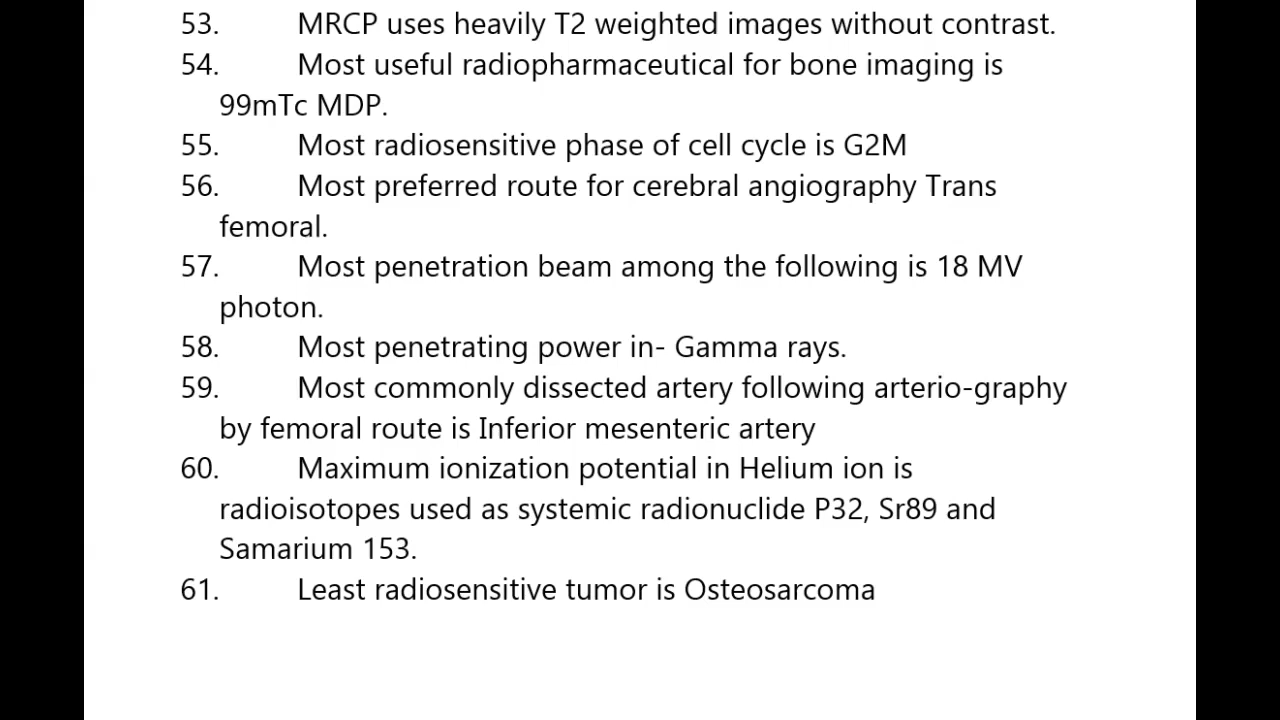 53. MRCP uses heavily T2 weighted images without contrast.
54. Most useful radiopharmaceutical for bone imaging is
99mTc MDP.
55. Most radiosensitive phase of cell cycle is G2M
56. Most preferred route for cerebral angiography Trans
femoral.
57. Most penetration beam among the following is 18 MV
photon.
58. Most penetrating power in- Gamma rays.
59. Most commonly dissected artery following arterio-graphy
by femoral route is Inferior mesenteric artery
60. Maximum ionization potential in Helium ion is
radioisotopes used as systemic radionuclide P32, Sr89 and
Samarium 153.
61. Least radiosensitive tumor is Osteosarcoma